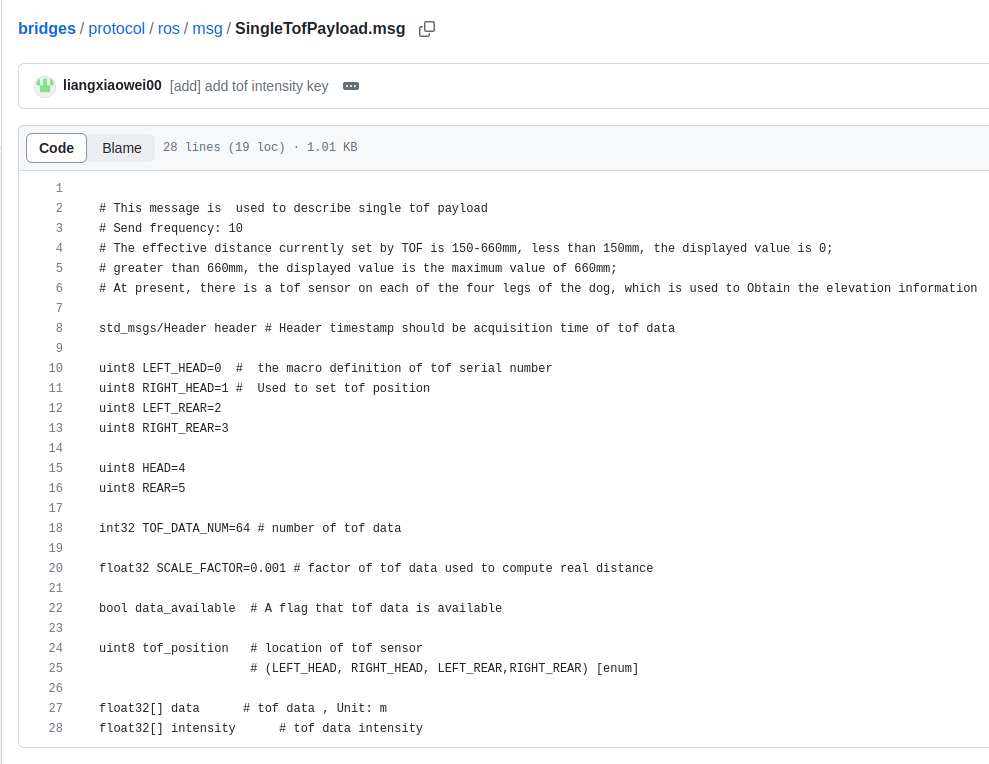 bridges / protocol / ros / msg / SingleTofPayload.msg
liangxiaowei00 [add] add tof intensity key
Code Blame 28 lines (19 loc) · 1.01 KB
1
2 # This message is  used to describe single tof payload
3 # Send frequency: 10
4 # The effective distance currently set by TOF is 150-660mm, less than 150mm, the displayed value is 0;
5 # greater than 660mm, the displayed value is the maximum value of 660mm;
6 # At present, there is a tof sensor on each of the four legs of the dog, which is used to Obtain the elevation information
7
8 std_msgs/Header header # Header timestamp should be acquisition time of tof data
9
10 uint8 LEFT_HEAD=0  #  the macro definition of tof serial number
11 uint8 RIGHT_HEAD=1 #  Used to set tof position
12 uint8 LEFT_REAR=2
13 uint8 RIGHT_REAR=3
14
15 uint8 HEAD=4
16 uint8 REAR=5
17
18 int32 TOF_DATA_NUM=64 # number of tof data
19
20 float32 SCALE_FACTOR=0.001 # factor of tof data used to compute real distance
21
22 bool data_available  # A flag that tof data is available
23
24 uint8 tof_position   # location of tof sensor
25                      # (LEFT_HEAD, RIGHT_HEAD, LEFT_REAR,RIGHT_REAR) [enum]
26
27 float32[] data      # tof data , Unit: m
28 float32[] intensity      # tof data intensity